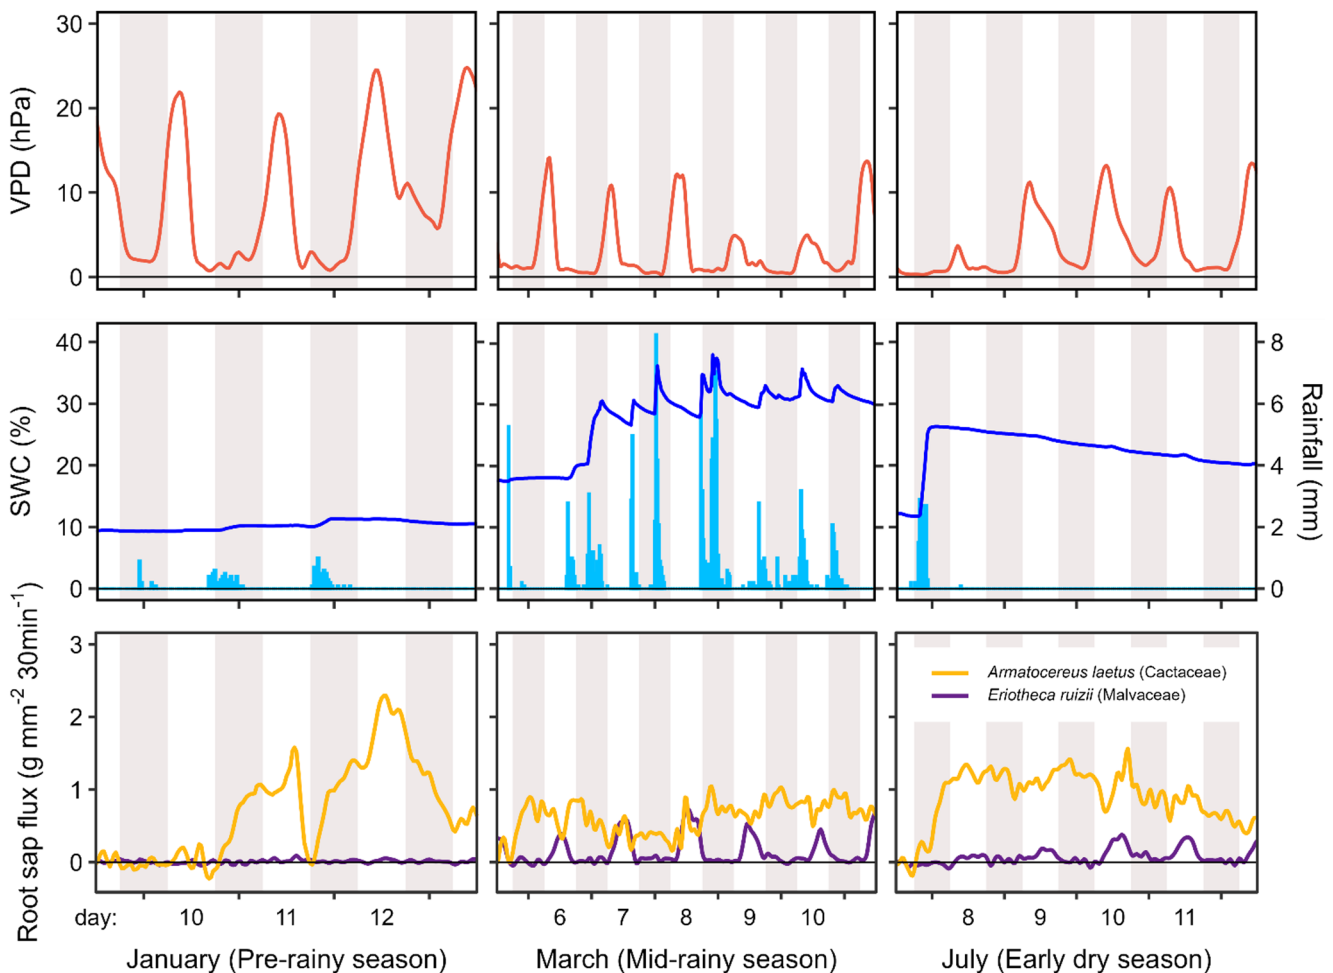 VPD (hPa)
30
20
10
0
SWC (%)
40
30
20
10
0
8
6
4
2
0
Rainfall (mm)
Root sap flux (g mm⁻² 30min⁻¹)
3
2
1
0
Armatocereus laetus (Cactaceae)
Eriotheca ruizii (Malvaceae)
day: 10 11 12 6 7 8 9 10 8 9 10 11
January (Pre-rainy season) March (Mid-rainy season) July (Early dry season)